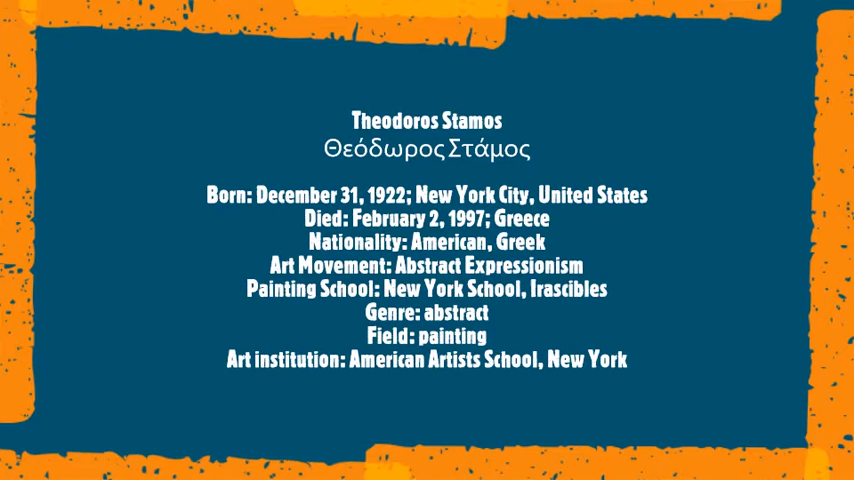 Theodoros Stamos
Θεόδωρος Στάμος
Born: December 31, 1922; New York City, United States
Died: February 2, 1997; Greece
Nationality: American, Greek
Art Movement: Abstract Expressionism
Painting School: New York School, Irascibles
Genre: abstract
Field: painting
Art institution: American Artists School, New York